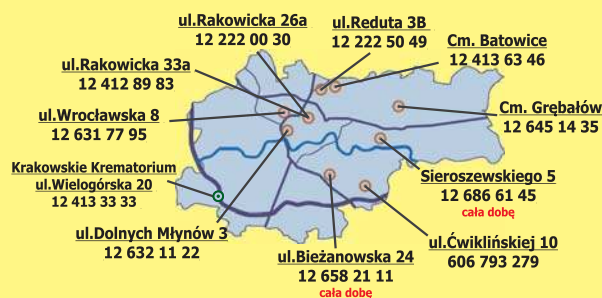 ul.Rakowicka 26a
12 222 00 30
ul.Reduta 3B
12 222 50 49
Cm. Batowice
12 413 63 46
ul.Rakowicka 33a
12 412 89 83
ul.Wrocławska 8
12 631 77 95
Cm. Grębałów
12 645 14 35
Krakowskie Krematorium
ul.Wielogórska 20
12 413 33 33
Sieroszewskiego 5
12 686 61 45
cała dobę
ul.Dolnych Młynów 3
12 632 11 22
ul.Bieżanowska 24
12 658 21 11
cała dobę
ul.Ćwiklińskiej 10
606 793 279